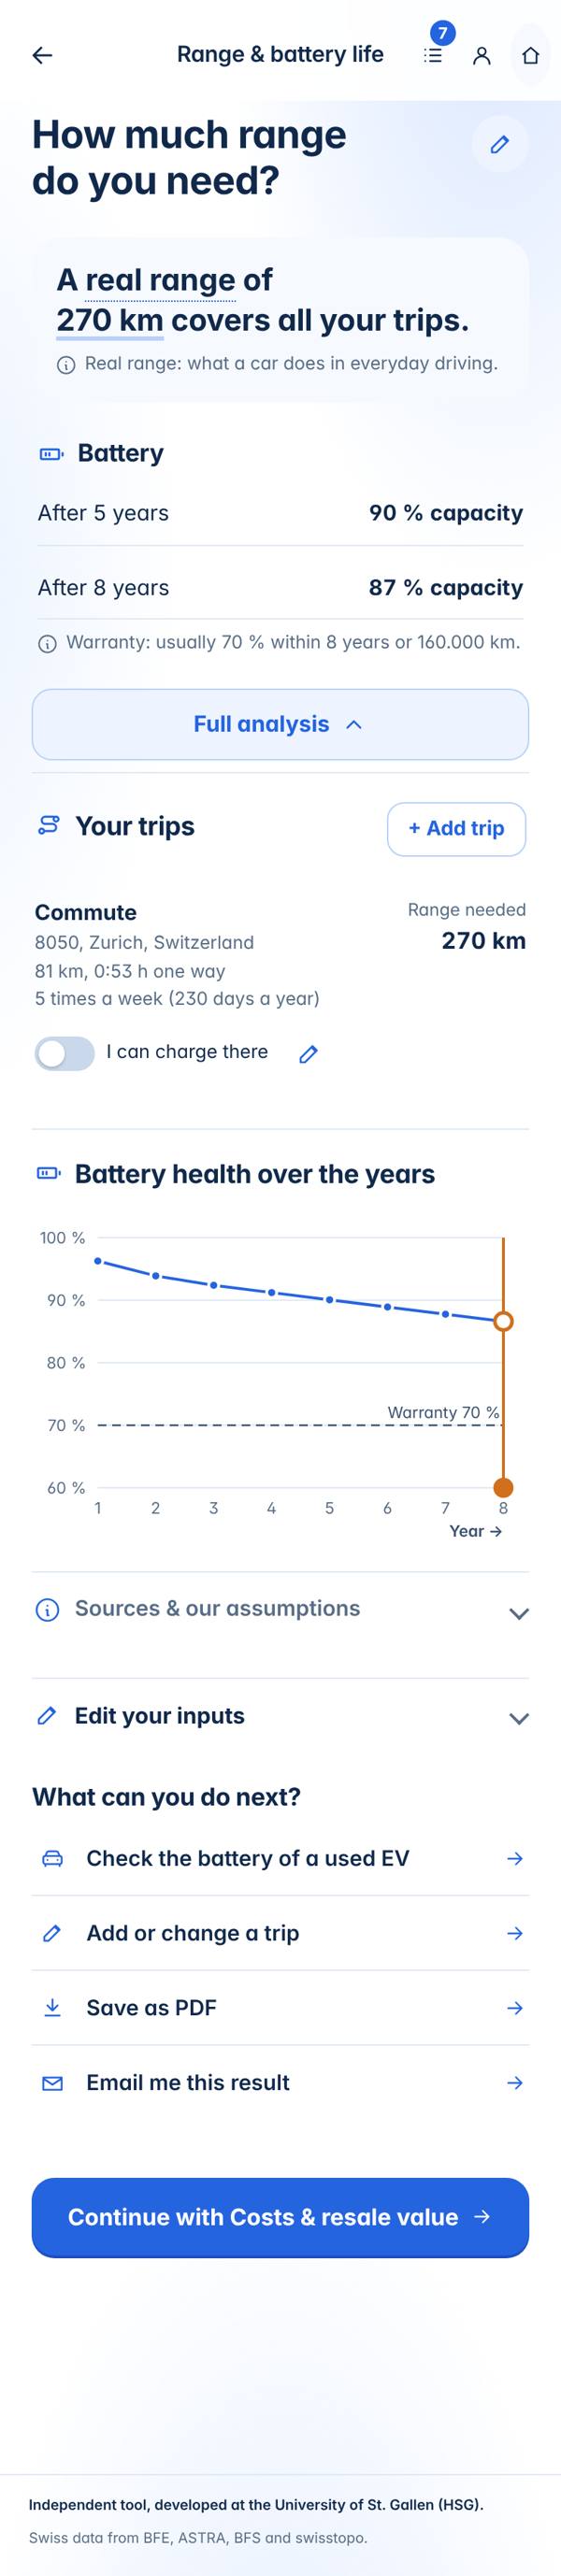 Range & battery life
7
How much range
do you need?
A real range of
270 km covers all your trips.
Real range: what a car does in everyday driving.
Battery
After 5 years 90 % capacity
After 8 years 87 % capacity
Warranty: usually 70 % within 8 years or 160.000 km.
Full analysis
Your trips
+ Add trip
Commute
Range needed
8050, Zurich, Switzerland
270 km
81 km, 0:53 h one way
5 times a week (230 days a year)
I can charge there
Battery health over the years
100 %
90 %
80 %
Warranty 70 %
70 %
60 %
1 2 3 4 5 6 7 8
Year →
Sources & our assumptions
Edit your inputs
What can you do next?
Check the battery of a used EV →
Add or change a trip →
Save as PDF →
Email me this result →
Continue with Costs & resale value →
Independent tool, developed at the University of St. Gallen (HSG).
Swiss data from BFE, ASTRA, BFS and swisstopo.